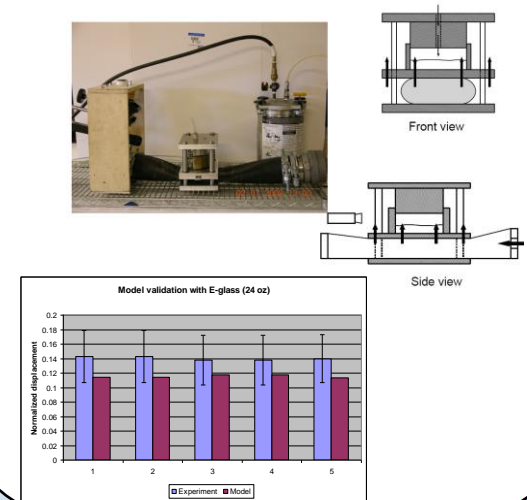 Front view
Side view
Model validation with E-glass (24 oz)
Normalized displacement
0.2
0.18
0.16
0.14
0.12
0.1
0.08
0.06
0.04
0.02
0
1 2 3 4 5
Experiment Model